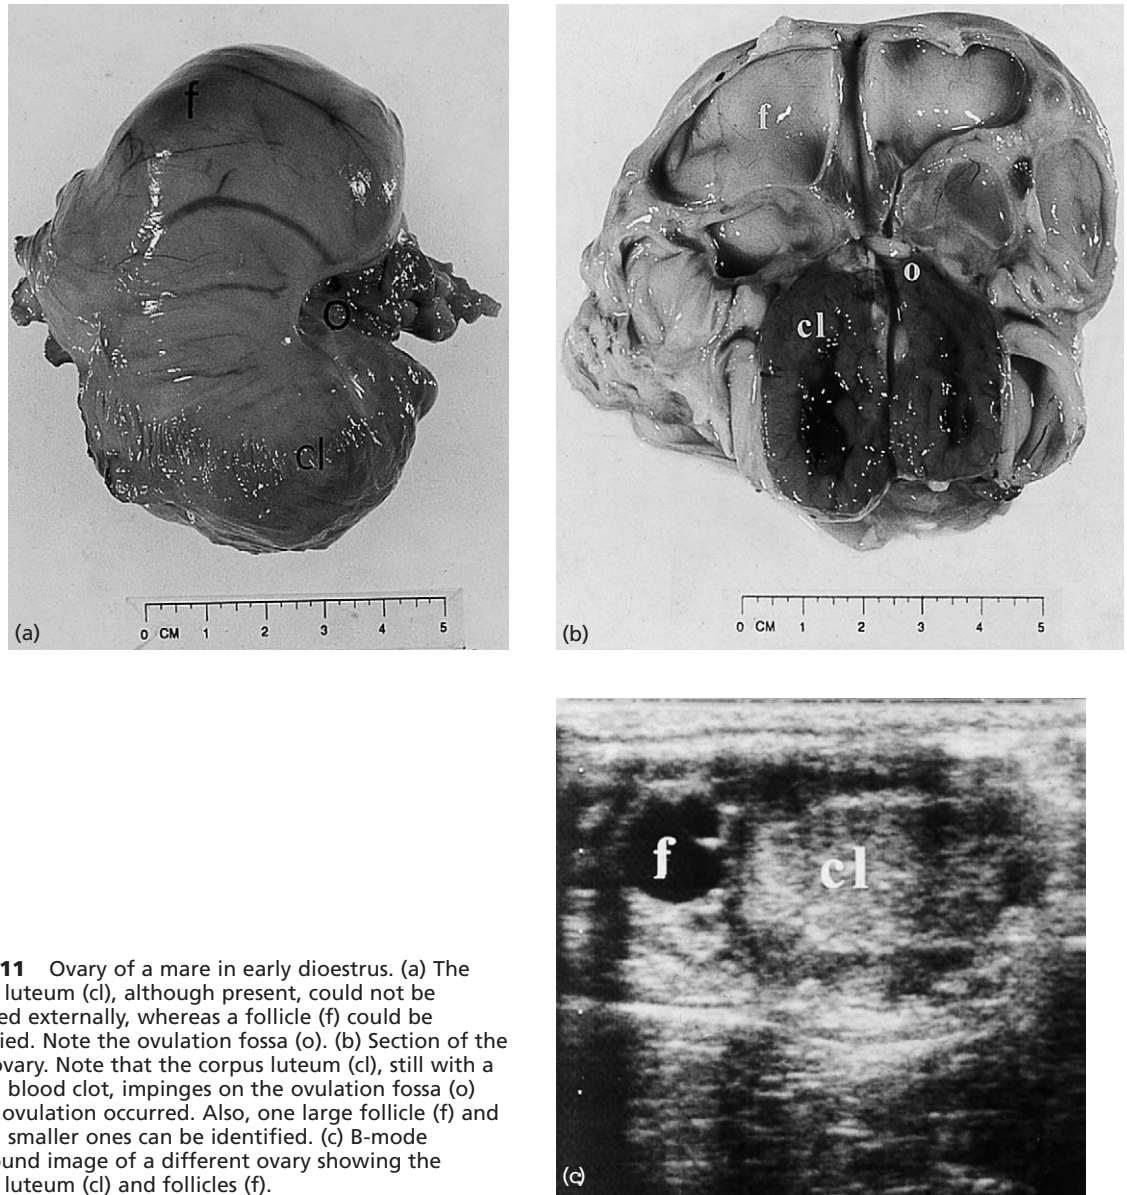 f
o
cl
0 CM 1 2 3 4 5
(a)
f
o
cl
0 CM 1 2 3 4 5
(b)
f
cl
(c)
11 Ovary of a mare in early dioestrus. (a) The
luteum (cl), although present, could not be
externally, whereas a follicle (f) could be
Note the ovulation fossa (o). (b) Section of the
Note that the corpus luteum (cl), still with a
blood clot, impinges on the ovulation fossa (o)
ovulation occurred. Also, one large follicle (f) and
smaller ones can be identified. (c) B-mode
image of a different ovary showing the
luteum (cl) and follicles (f).